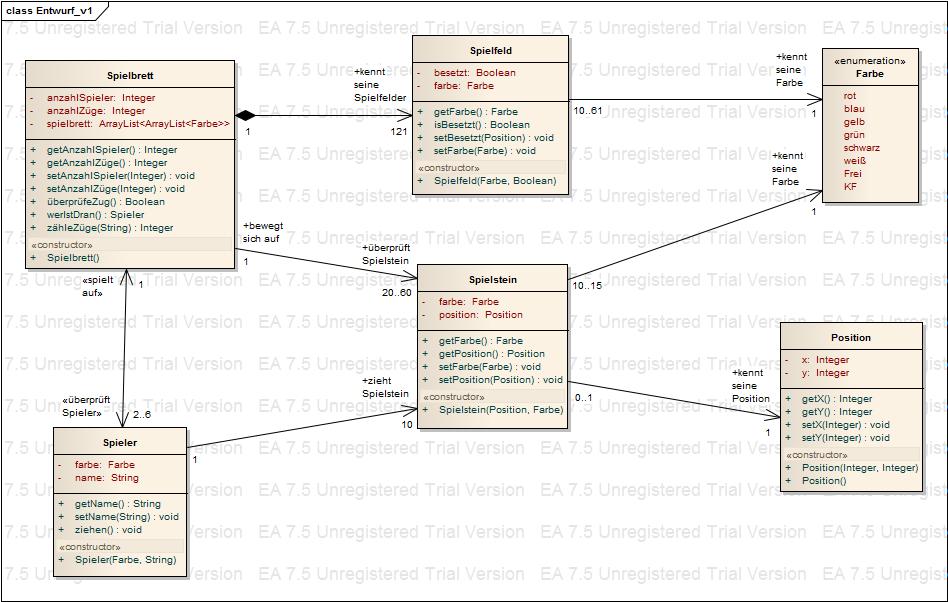 class Entwurf_v1
EA 7.5 Unregistered Trial Version
Spielbrett
- anzahlSpieler: Integer
- anzahlZüge: Integer
- spielbrett: ArrayList<ArrayList<Farbe>>
+ getAnzahlSpieler() : Integer
+ getAnzahlZüge() : Integer
+ setAnzahlSpieler(Integer) : void
+ setAnzahlZüge(Integer) : void
+ überprüfeZug() : Boolean
+ werIstDran() : Spieler
+ zähleZüge(String) : Integer
«constructor»
+ Spielbrett()
1
+kennt
seine
Spielfelder
121
Spielfeld
- besetzt: Boolean
- farbe: Farbe
+ getFarbe() : Farbe
+ isBesetzt() : Boolean
+ setBesetzt(Position) : void
+ setFarbe(Farbe) : void
«constructor»
+ Spielfeld(Farbe, Boolean)
10..61
+kennt
seine
Farbe
1
«enumeration»
Farbe
rot
blau
gelb
grün
schwarz
weiß
Frei
KF
+kennt
seine
Farbe
1
+bewegt
sich auf
1
+überprüft
Spielstein
20..60
Spielstein
- farbe: Farbe
- position: Position
+ getFarbe() : Farbe
+ getPosition() : Position
+ setFarbe(Farbe) : void
+ setPosition(Position) : void
«constructor»
+ Spielstein(Position, Farbe)
10..15
0..1
+kennt
seine
Position
1
Position
- x: Integer
- y: Integer
+ getX() : Integer
+ getY() : Integer
+ setX(Integer) : void
+ setY(Integer) : void
«constructor»
+ Position(Integer, Integer)
+ Position()
«spielt
auf»
1
«überprüft
Spieler»
2..6
+zieht
Spielstein
10
1
Spieler
- farbe: Farbe
- name: String
+ getName() : String
+ setName(String) : void
+ ziehen() : void
«constructor»
+ Spieler(Farbe, String)